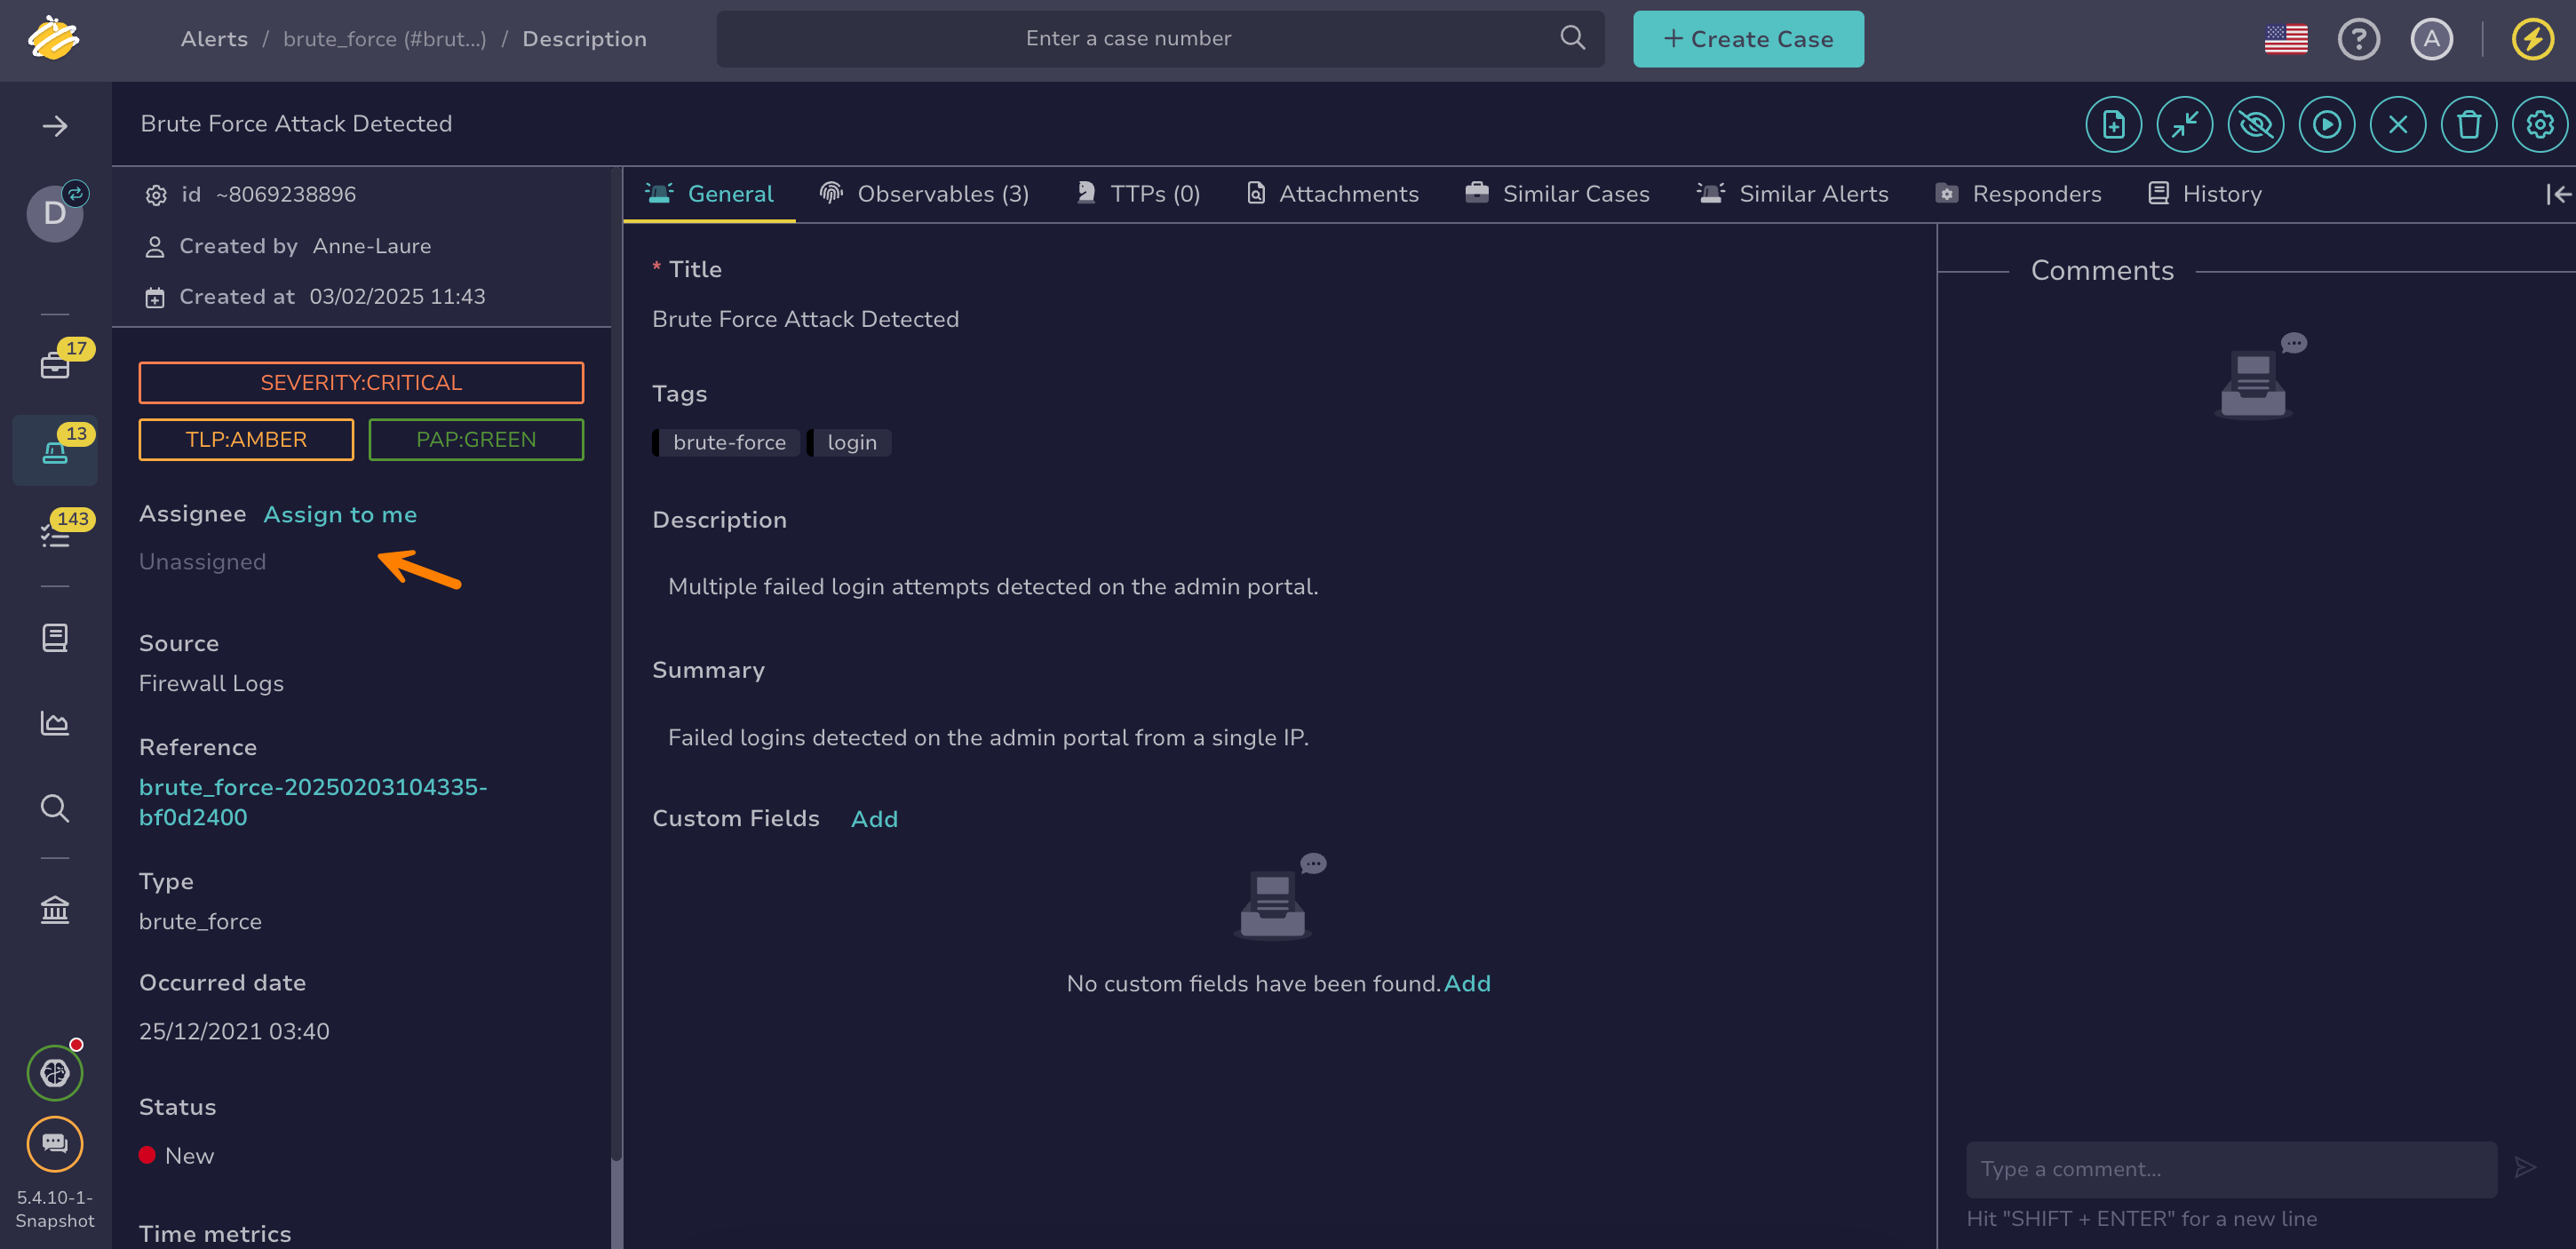 Alerts / brute_force (#brut...) / Description
Enter a case number
+ Create Case
?
A
Brute Force Attack Detected
D
17
13
143
5.4.10-1-
Snapshot
id ~8069238896
Created by Anne-Laure
Created at 03/02/2025 11:43
SEVERITY:CRITICAL
TLP:AMBER PAP:GREEN
Assignee Assign to me
Unassigned
Source
Firewall Logs
Reference
brute_force-20250203104335-
bf0d2400
Type
brute_force
Occurred date
25/12/2021 03:40
Status
New
Time metrics
General Observables (3) TTPs (0) Attachments Similar Cases Similar Alerts Responders History
* Title
Brute Force Attack Detected
Tags
brute-force login
Description
Multiple failed login attempts detected on the admin portal.
Summary
Failed logins detected on the admin portal from a single IP.
Custom Fields Add
No custom fields have been found. Add
Comments
Type a comment...
Hit "SHIFT + ENTER" for a new line